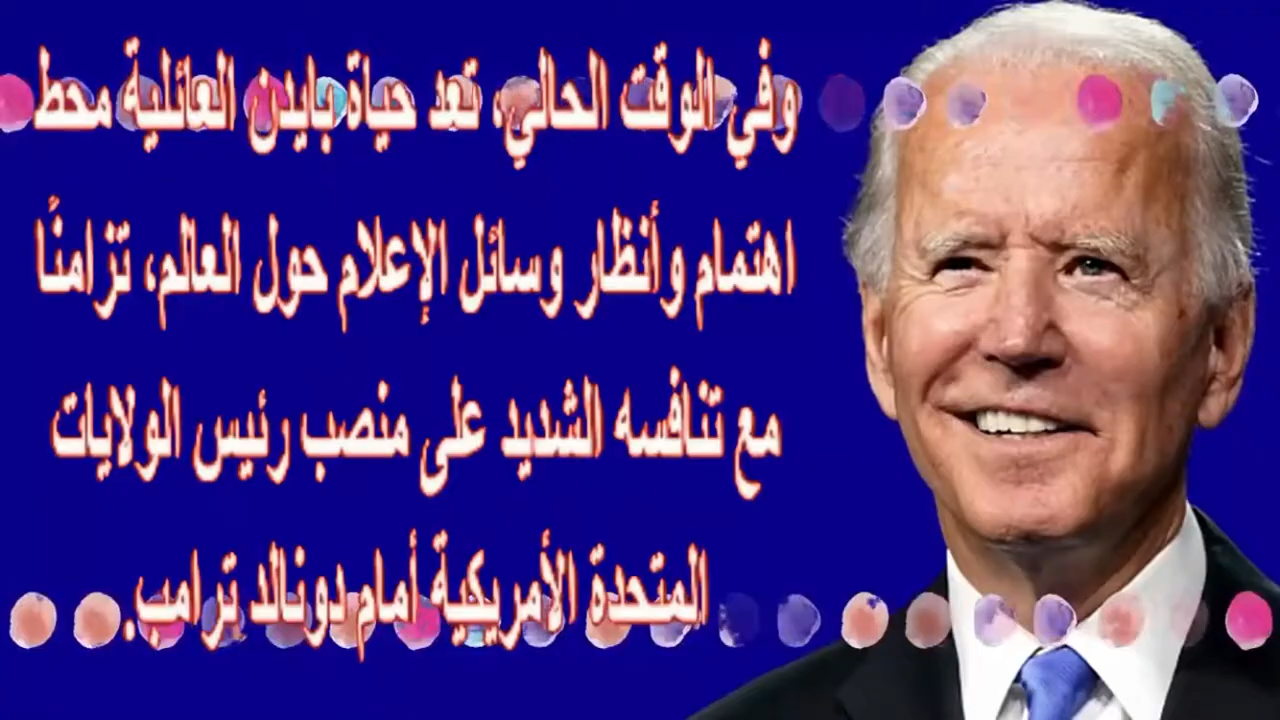 وفي الوقت الحالي، تعد حياة بايدن العائلية محط
اهتمام وأنظار وسائل الإعلام حول العالم، تزامنًا
مع تنافسه الشديد على منصب رئيس الولايات
المتحدة الأمريكية أمام دونالد ترامب.